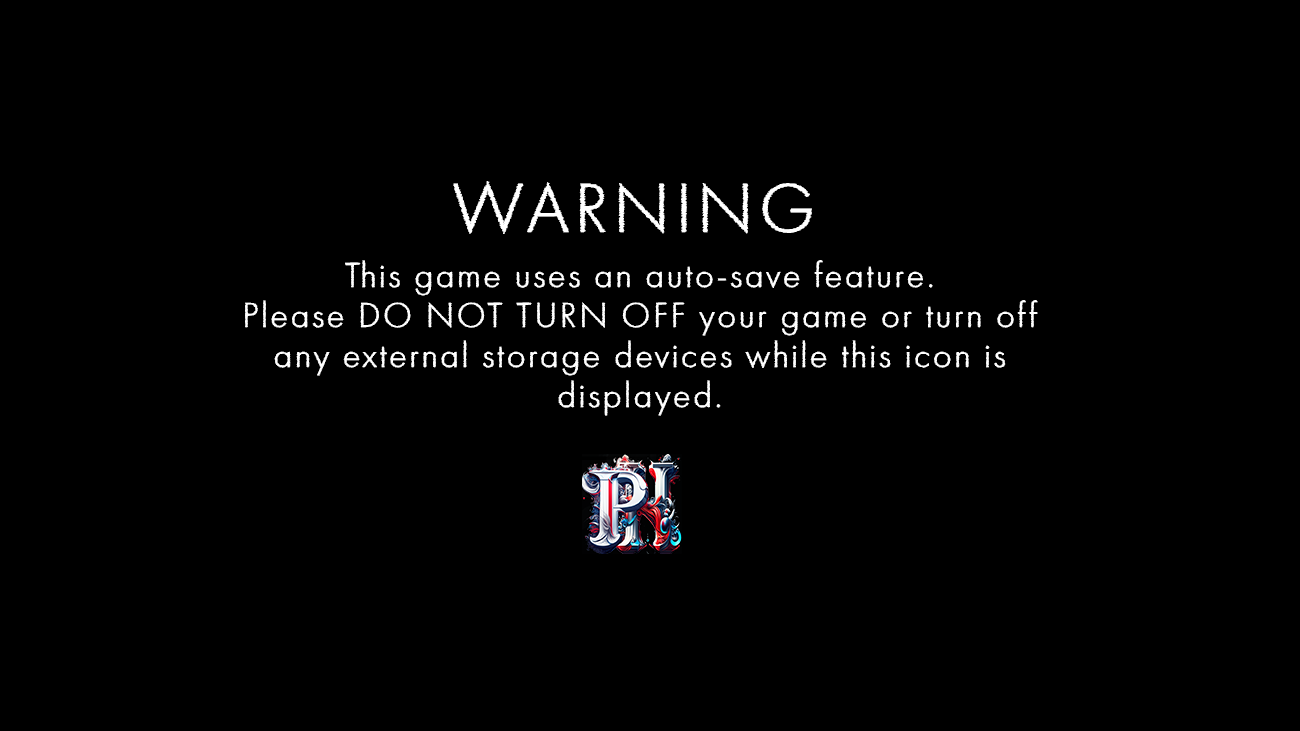 WARNING
This game uses an auto-save feature.
Please DO NOT TURN OFF your game or turn off
any external storage devices while this icon is
displayed.